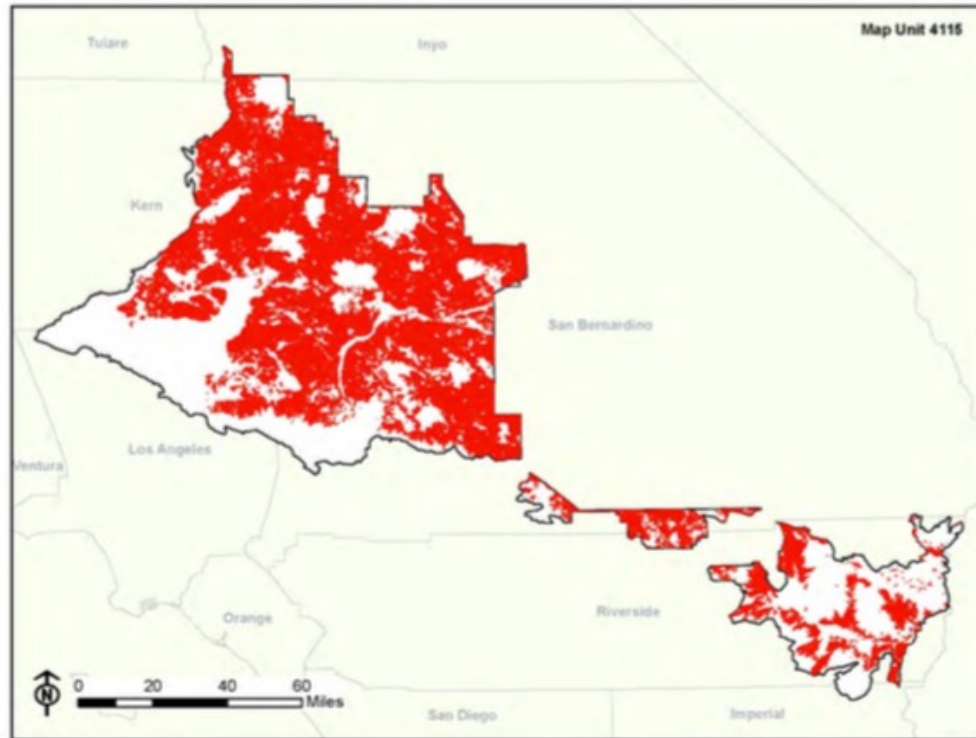 Map Unit 4115
Tulare
Inyo
Kern
San Bernardino
Los Angeles
Ventura
Orange
Riverside
N
0 20 40 60
Miles
San Diego
Imperial